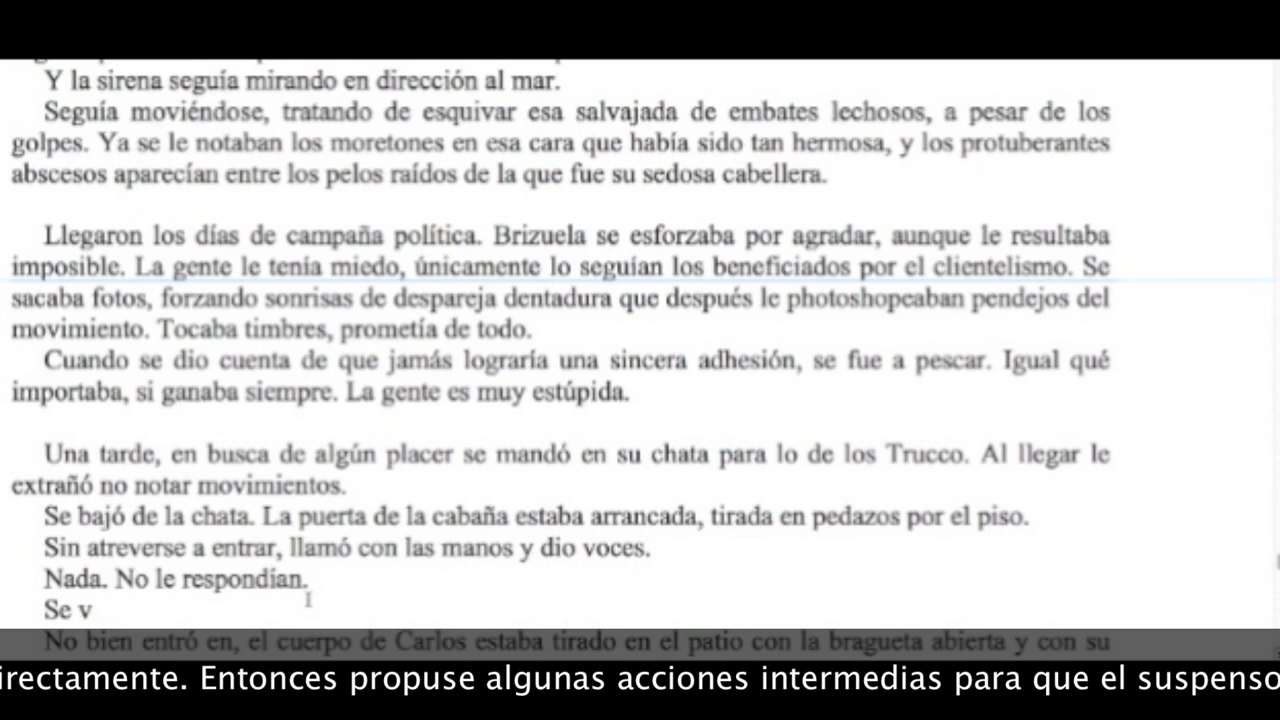 Y la sirena seguía mirando en dirección al mar.
Seguía moviéndose, tratando de esquivar esa salvajada de embates lechosos, a pesar de los
golpes. Ya se le notaban los moretones en esa cara que había sido tan hermosa, y los protuberantes
abscesos aparecían entre los pelos raídos de la que fue su sedosa cabellera.
Llegaron los días de campaña política. Brizuela se esforzaba por agradar, aunque le resultaba
imposible. La gente le tenía miedo, únicamente lo seguían los beneficiados por el clientelismo. Se
sacaba fotos, forzando sonrisas de despareja dentadura que después le photoshopeaban pendejos del
movimiento. Tocaba timbres, prometía de todo.
Cuando se dio cuenta de que jamás lograría una sincera adhesión, se fue a pescar. Igual qué
importaba, si ganaba siempre. La gente es muy estúpida.
Una tarde, en busca de algún placer se mandó en su chata para lo de los Trucco. Al llegar le
extrañó no notar movimientos.
Se bajó de la chata. La puerta de la cabaña estaba arrancada, tirada en pedazos por el piso.
Sin atreverse a entrar, llamó con las manos y dio voces.
Nada. No le respondían.
Se v
No bien entró en, el cuerpo de Carlos estaba tirado en el patio con la bragueta abierta y con su
irectamente. Entonces propuse algunas acciones intermedias para que el suspenso